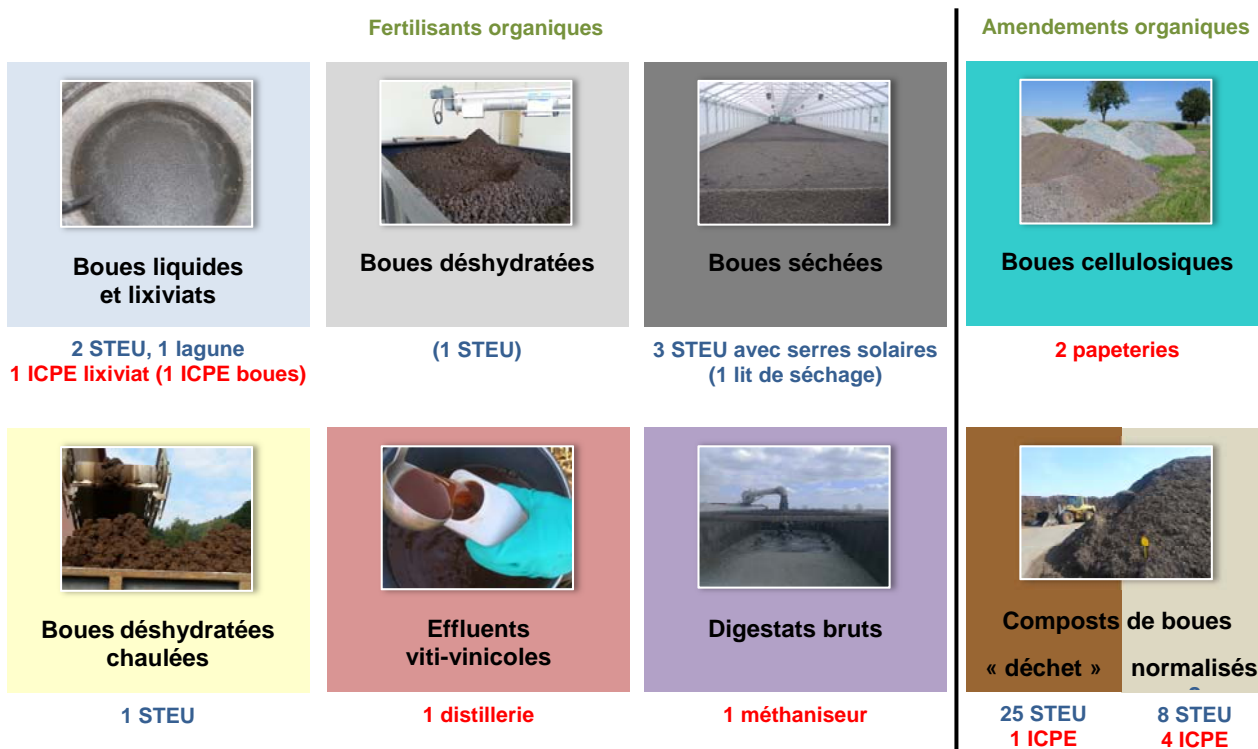 Fertilisants organiques
Amendements organiques
Boues liquides
et lixiviats
Boues déshydratées
Boues séchées
Boues cellulosiques
2 STEU, 1 lagune
1 ICPE lixiviat (1 ICPE boues)
(1 STEU)
3 STEU avec serres solaires
(1 lit de séchage)
2 papeteries
Boues déshydratées
chaulées
Effluents
viti-vinicoles
Digestats bruts
Composts de boues
« déchet » normalisés
1 STEU
1 distillerie
1 méthaniseur
25 STEU
1 ICPE
8 STEU
4 ICPE